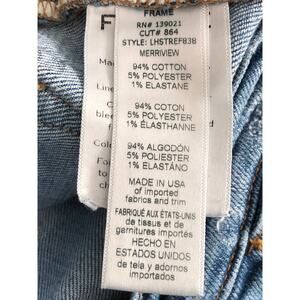 FRAME
RN# 139021
CUT# 864
STYLE: LHSTREF838
MERRIVIEW
94% COTTON
5% POLYESTER
1% ELASTANE
94% COTON
5% POLYESTER
1% ÉLASTHANNE
94% ALGODÓN
5% POLIESTER
1% ELASTÁNO
MADE IN USA
of imported
fabrics and trim
FABRIQUÉ AUX ÉTATS-UNIS
de tissus et de
garnitures importés
HECHO EN
ESTADOS UNIDOS
de tela y adornos
importados